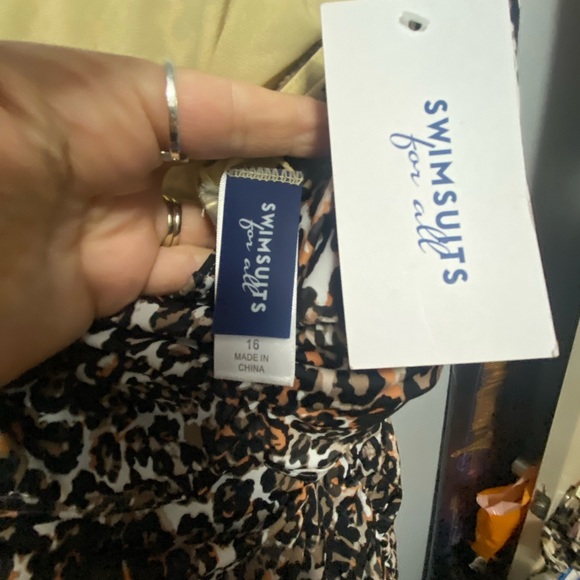 SWIMSUITS
for all
SWIMSUITS
for all
16
MADE IN
CHINA